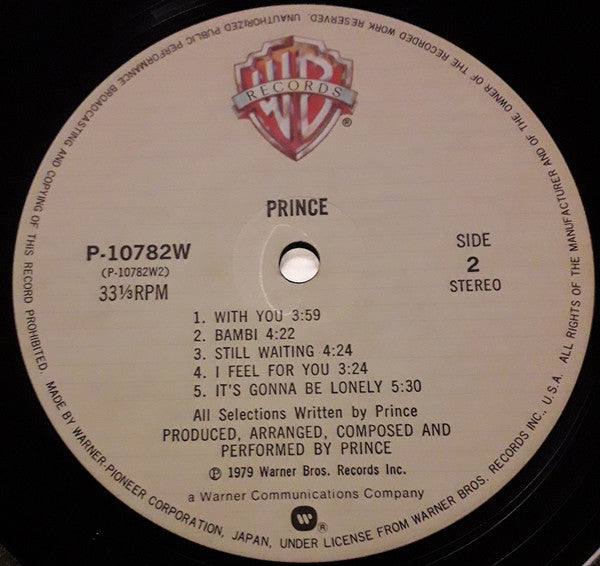 WB
RECORDS
®
PRINCE
P-10782W
(P-10782W2)
33⅓RPM
SIDE
2
STEREO
1. WITH YOU 3:59
2. BAMBI 4:22
3. STILL WAITING 4:24
4. I FEEL FOR YOU 3:24
5. IT'S GONNA BE LONELY 5:30
All Selections Written by Prince
PRODUCED, ARRANGED, COMPOSED AND
PERFORMED BY PRINCE
℗ 1979 Warner Bros. Records Inc.
a Warner Communications Company
W®
MADE BY WARNER-PIONEER CORPORATION, JAPAN, UNDER LICENSE FROM WARNER BROS. RECORDS INC., U.S.A. ALL RIGHTS OF THE MANUFACTURER AND OF THE OWNER OF THE RECORDED WORK RESERVED. UNAUTHORIZED PUBLIC PERFORMANCE BROADCASTING AND COPYING OF THIS RECORD PROHIBITED.